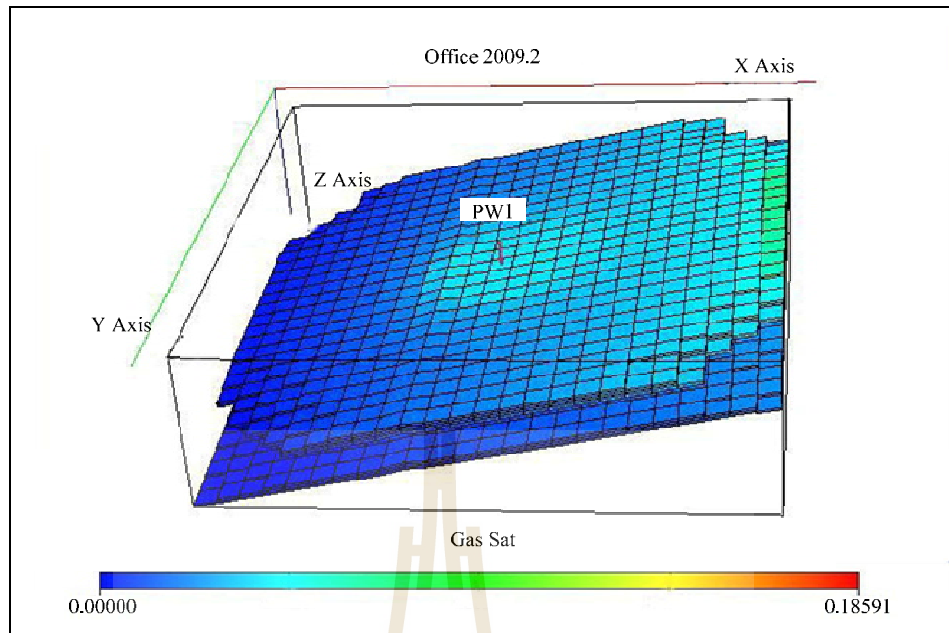 Office 2009.2
X Axis
Z Axis
PW1
Y Axis
Gas Sat
0.00000 0.18591